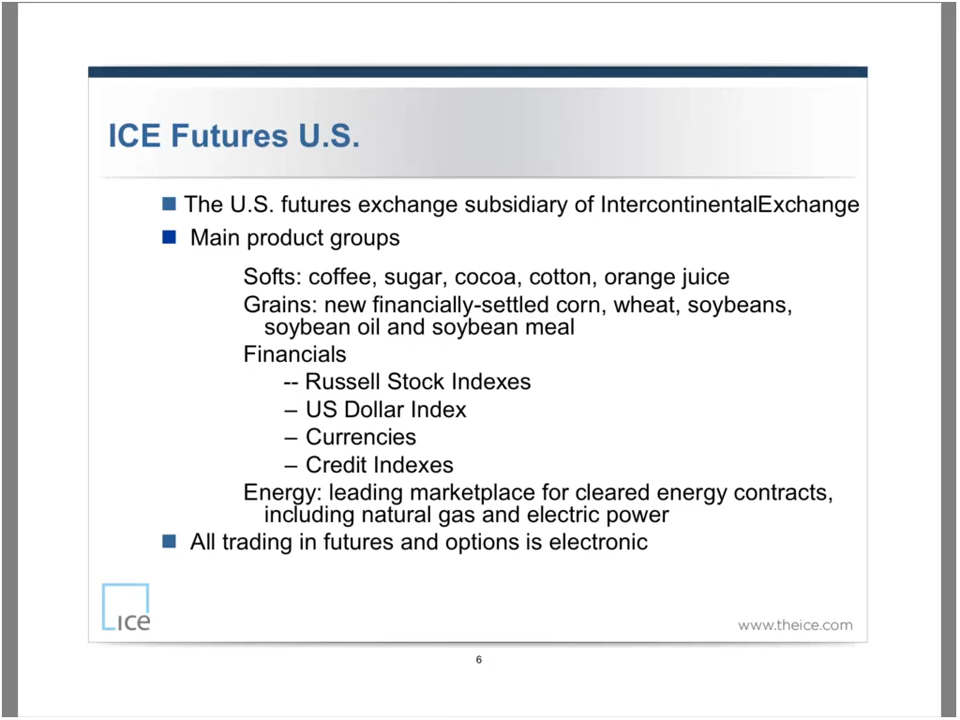 ICE Futures U.S.
The U.S. futures exchange subsidiary of IntercontinentalExchange
Main product groups
Softs: coffee, sugar, cocoa, cotton, orange juice
Grains: new financially-settled corn, wheat, soybeans,
soybean oil and soybean meal
Financials
-- Russell Stock Indexes
– US Dollar Index
– Currencies
– Credit Indexes
Energy: leading marketplace for cleared energy contracts,
including natural gas and electric power
All trading in futures and options is electronic
ice
www.theice.com
6